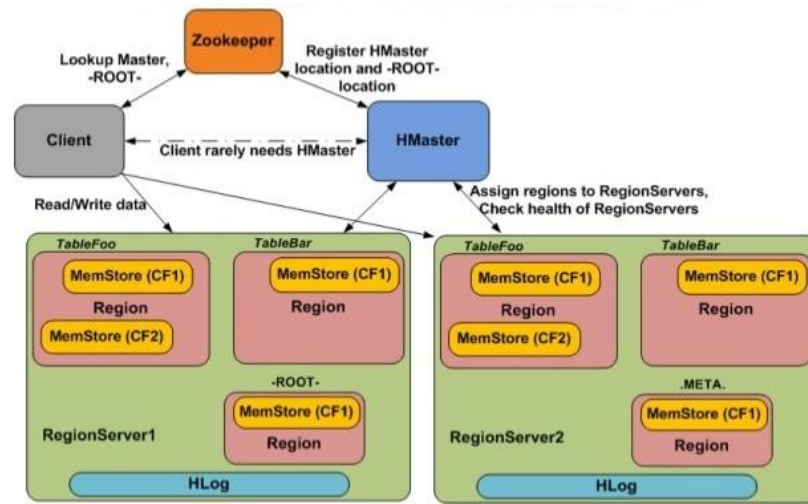 Zookeeper
Lookup Master,
-ROOT-
Register HMaster
location and -ROOT-
location
Client
Client rarely needs HMaster
HMaster
Read/Write data
Assign regions to RegionServers,
Check health of RegionServers
TableFoo
TableBar
MemStore (CF1)
Region
MemStore (CF2)
MemStore (CF1)
Region
-ROOT-
MemStore (CF1)
Region
RegionServer1
HLog
TableFoo
TableBar
MemStore (CF1)
Region
MemStore (CF2)
MemStore (CF1)
Region
.META.
MemStore (CF1)
Region
RegionServer2
HLog